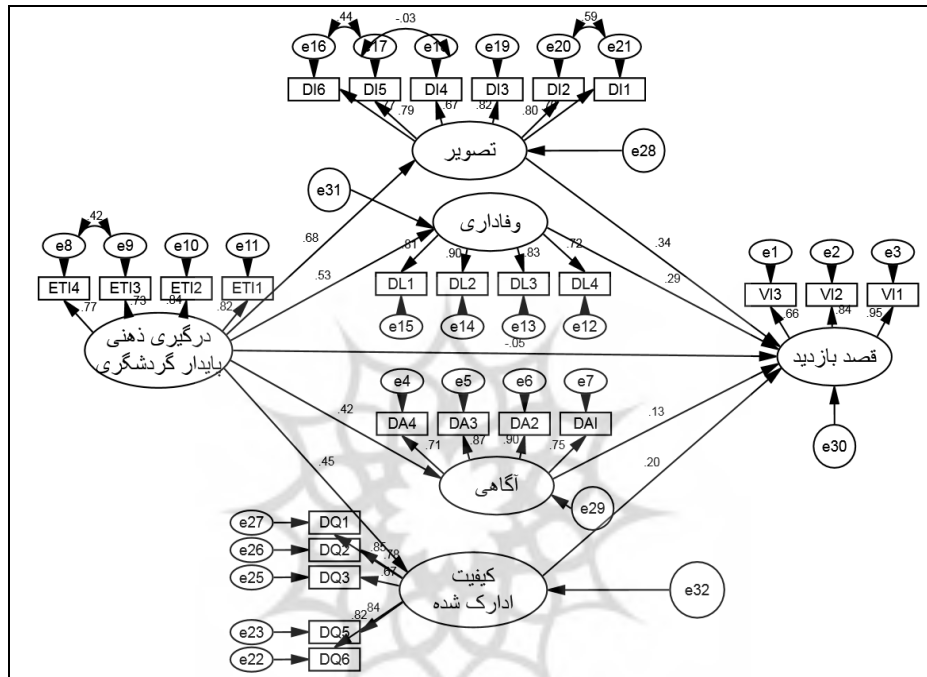 .44
-.03
.59
e16
e17
e19
e20
e21
DI6
DI5
DI4
DI3
DI2
DI1
.79
.67
.82
.80
تصویر
e28
e31
وفاداری
.68
.53
.81
.90
.83
.72
.34
.29
DL1
DL2
DL3
DL4
e15
e14
e13
e12
.42
e8
e9
e10
e11
ETI4
ETI3
ETI2
ETI1
.77
.73
.84
.82
درگیری ذهنی
پایدار گردشگری
-.05
e1
e2
e3
VI3
VI2
VI1
.66
.84
.95
قصد بازدید
e30
.42
.45
e4
e5
e6
e7
DA4
DA3
DA2
DAI
.71
.87
.90
.75
.13
.20
آگاهی
e29
e27
DQ1
e26
DQ2
e25
DQ3
e23
DQ5
e22
DQ6
.85
.78
.67
.84
.82
کیفیت
ادارک شده
e32